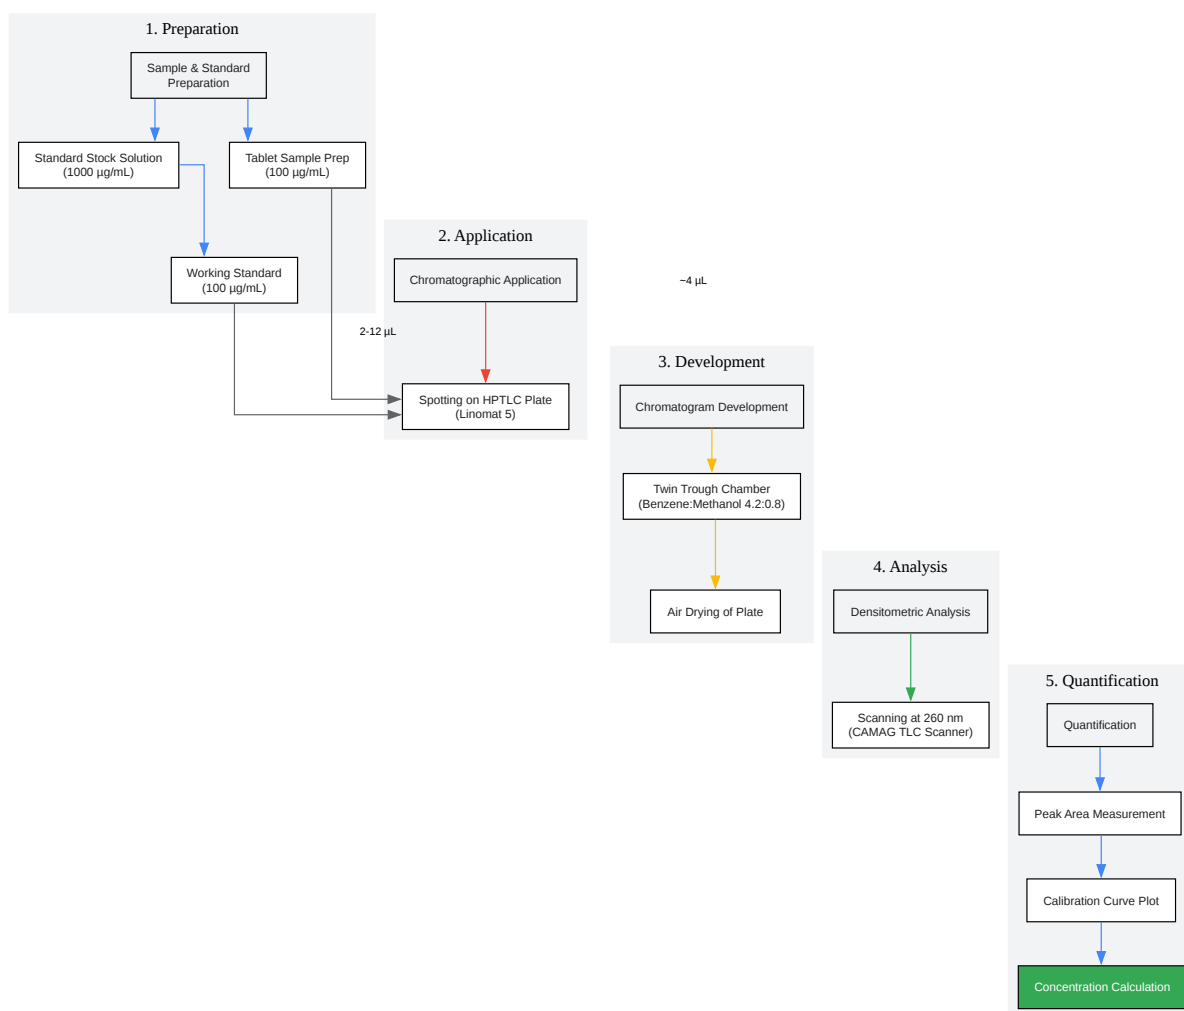 1. Preparation
Sample & Standard
Preparation
Standard Stock Solution
(1000 µg/mL)
Tablet Sample Prep
(100 µg/mL)
Working Standard
(100 µg/mL)
2. Application
Chromatographic Application
~4 µL
2-12 µL
Spotting on HPTLC Plate
(Linomat 5)
3. Development
Chromatogram Development
Twin Trough Chamber
(Benzene:Methanol 4.2:0.8)
Air Drying of Plate
4. Analysis
Densitometric Analysis
Scanning at 260 nm
(CAMAG TLC Scanner)
5. Quantification
Quantification
Peak Area Measurement
Calibration Curve Plot
Concentration Calculation